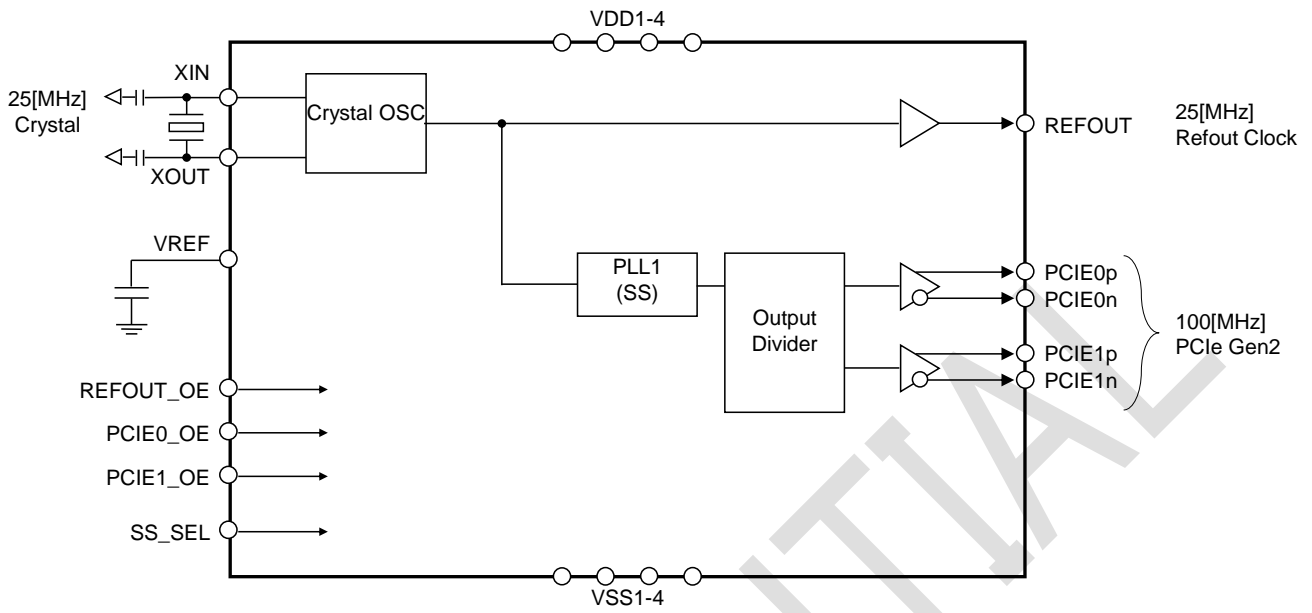 VDD1-4
XIN
25[MHz]
Crystal
XOUT
Crystal OSC
REFOUT
25[MHz]
Refout Clock
VREF
PLL1
(SS)
Output
Divider
PCIE0p
PCIE0n
PCIE1p
PCIE1n
100[MHz]
PCIe Gen2
REFOUT_OE
PCIE0_OE
PCIE1_OE
SS_SEL
VSS1-4
TIAL